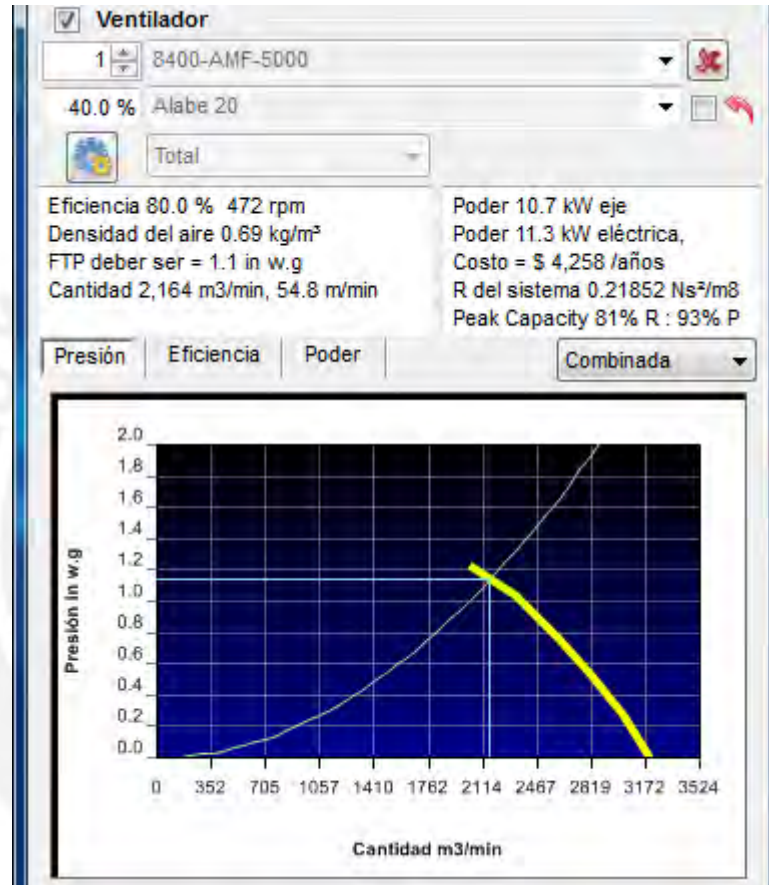 Ventilador
1 8400-AMF-5000
40.0 % Alabe 20
Total
Eficiencia 80.0 % 472 rpm
Densidad del aire 0.69 kg/m³
FTP deber ser = 1.1 in w.g
Cantidad 2,164 m3/min, 54.8 m/min
Poder 10.7 kW eje
Poder 11.3 kW eléctrica,
Costo = $ 4,258 /años
R del sistema 0.21852 Ns²/m8
Peak Capacity 81% R : 93% P
Presión Eficiencia Poder Combinada
2.0
1.8
1.6
1.4
1.2
1.0
0.8
0.6
0.4
0.2
0.0
Presión in w.g
0 352 705 1057 1410 1762 2114 2467 2819 3172 3524
Cantidad m3/min